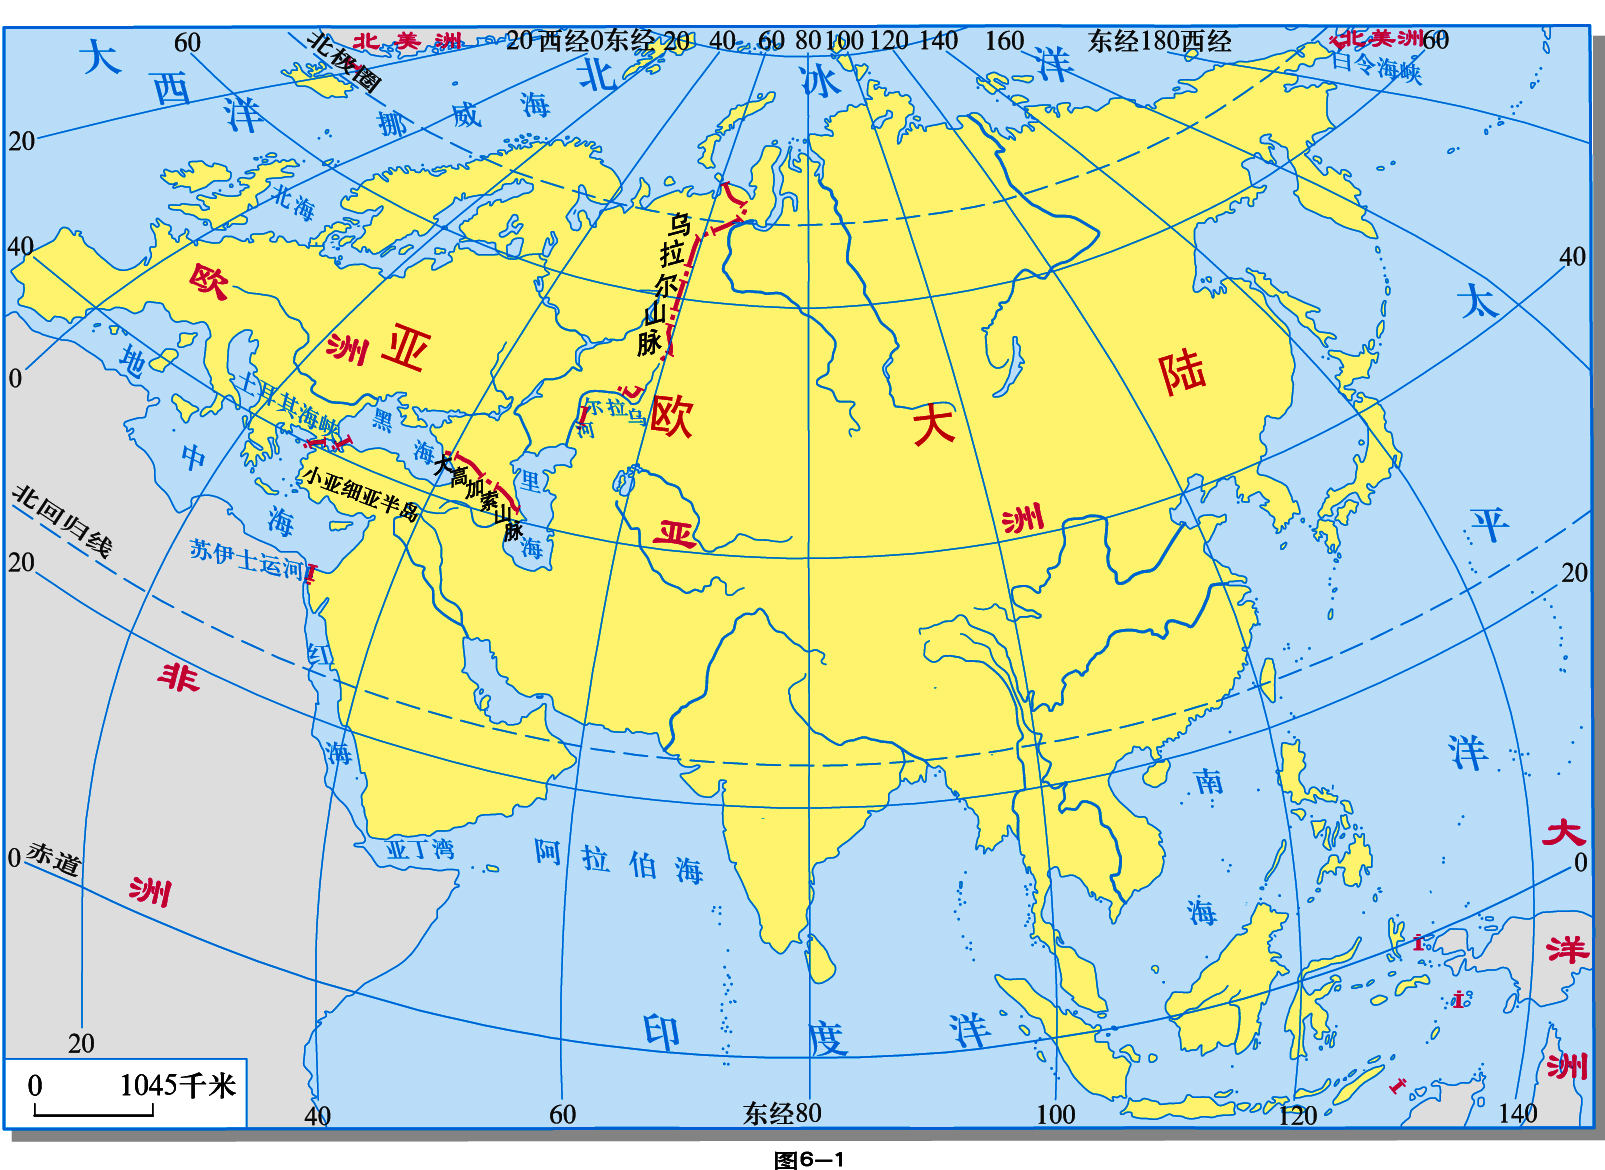 60
北美洲
20 西经0东经 20 40 60 80 100 120 140 160 东经180西经
北美洲
60
北极圈
白令海峡
大西洋
北冰洋
挪威海
20
北海
40
40
乌拉尔山脉
欧洲
亚欧大陆
太平洋
0
地中海
土耳其海峡
黑海
乌拉尔河
里海
大高加索山脉
小亚细亚半岛
亚洲
北回归线
苏伊士运河
20
20
红海
非洲
南海
亚丁湾
阿拉伯海
赤道
0
0
大洋洲
印度洋
20
0 1045千米
40 60 东经80 100 120 140
图6-1